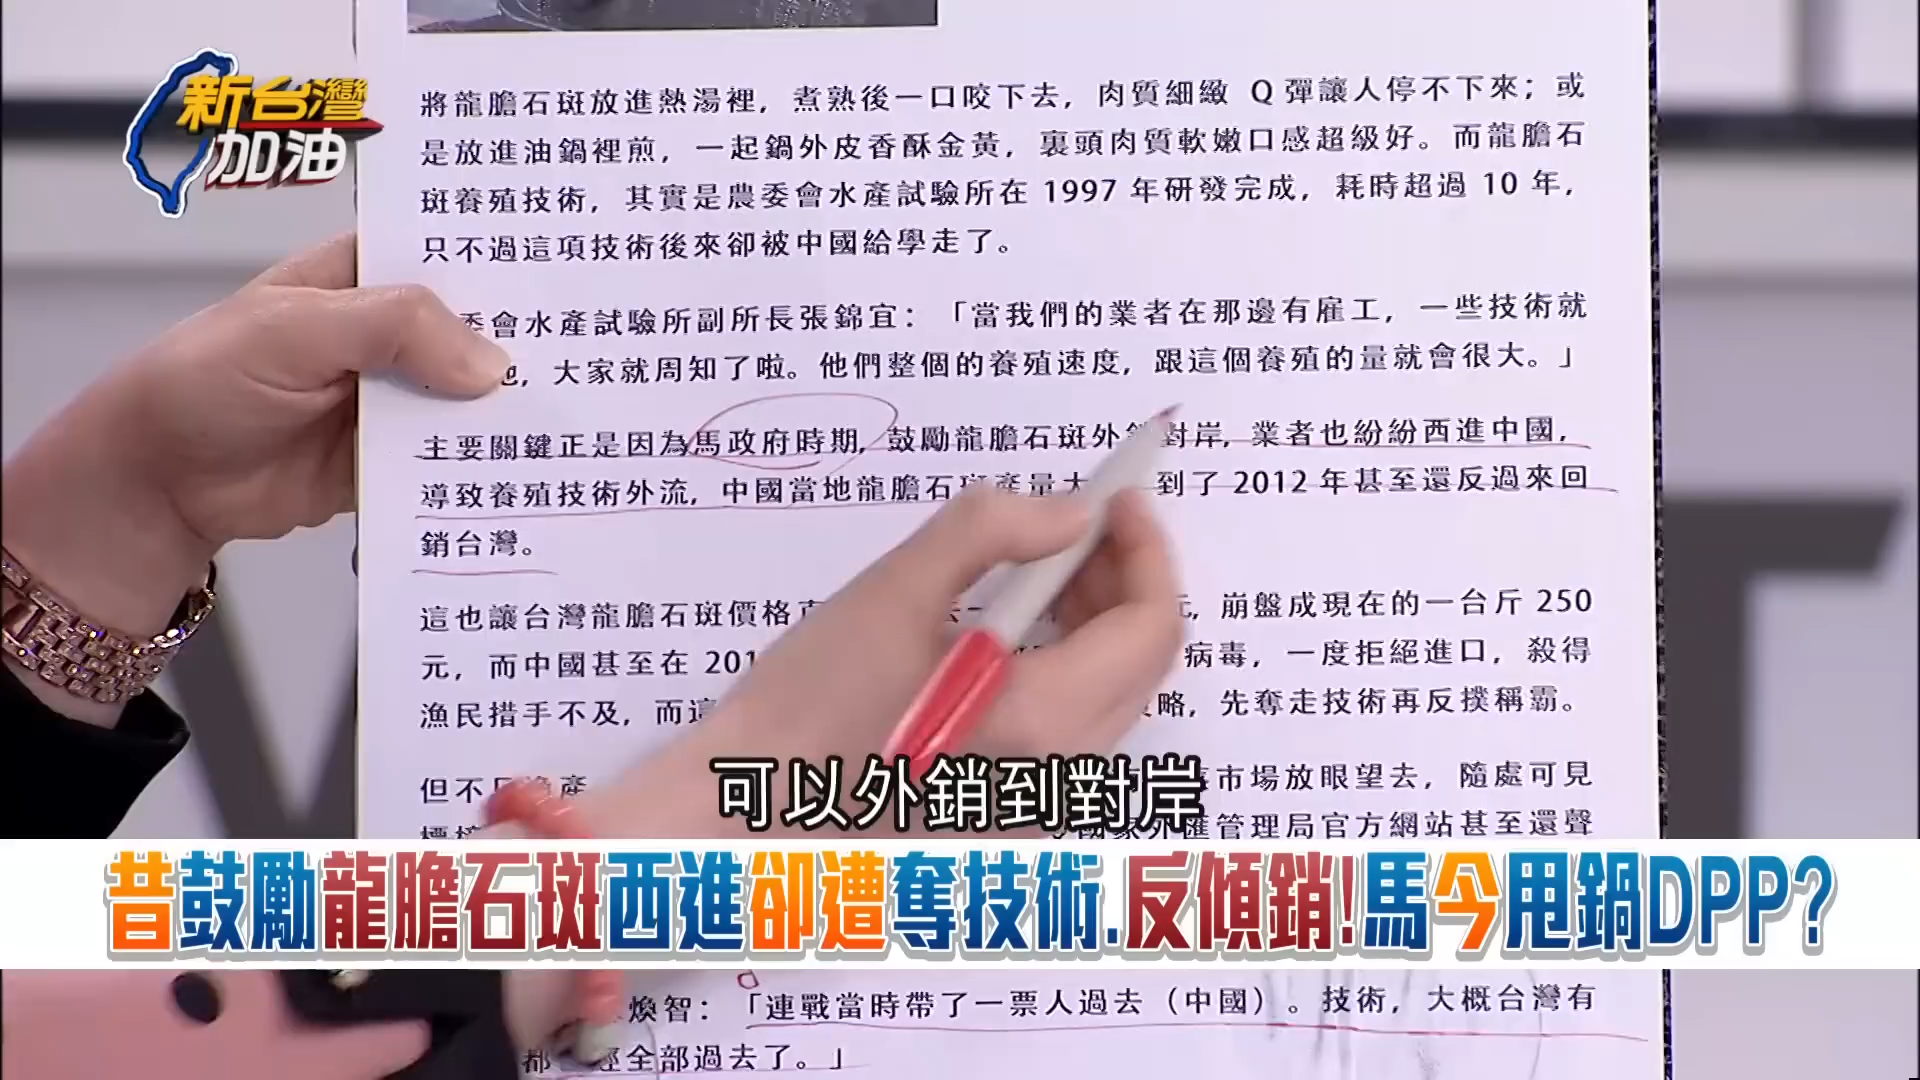 新台灣
加油
將龍膽石斑放進熱湯裡，煮熟後一口咬下去，肉質細緻 Q彈讓人停不下來；或
是放進油鍋裡煎，一起鍋外皮香酥金黃，裏頭肉質軟嫩口感超級好。而龍膽石
斑養殖技術，其實是農委會水產試驗所在 1997 年研發完成，耗時超過 10 年，
只不過這項技術後來卻被中國給學走了。
委會水產試驗所副所長張錦宜：「當我們的業者在那邊有雇工，一些技術就
，大家就周知了啦。他們整個的養殖速度，跟這個養殖的量就會很大。」
主要關鍵正是因為馬政府時期，鼓勵龍膽石斑外銷對岸，業者也紛紛西進中國，
導致養殖技術外流，中國當地龍膽石斑產量大 到了 2012 年甚至還反過來回
銷台灣。
這也讓台灣龍膽石斑價格 元，崩盤成現在的一台斤 250
元，而中國甚至在 201 病毒，一度拒絕進口，殺得
漁民措手不及，而這 略，先奪走技術再反撲稱霸。
但不只漁產 市場放眼望去，隨處可見
國家外匯管理局官方網站甚至還聲
可以外銷到對岸
昔鼓勵龍膽石斑西進卻遭奪技術.反傾銷!馬今甩鍋DPP?
煥智：「連戰當時帶了一票人過去（中國）。技術，大概台灣有
都 經全部過去了。」